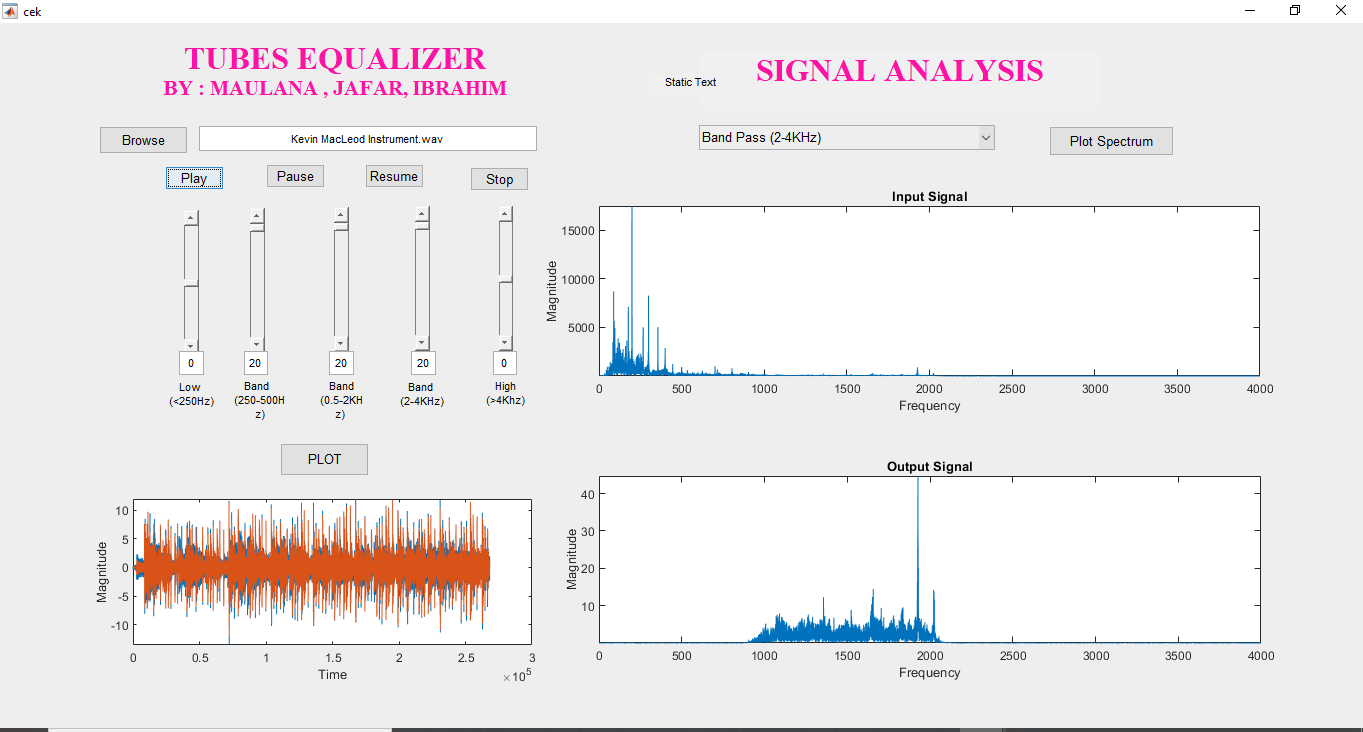 cek
TUBES EQUALIZER
BY : MAULANA , JAFAR, IBRAHIM
Static Text
SIGNAL ANALYSIS
Browse
Kevin MacLeod Instrument.wav
Band Pass (2-4KHz)
Plot Spectrum
Play
Pause
Resume
Stop
0
20
20
20
0
Low
(<250Hz)
Band
(250-500H
z)
Band
(0.5-2KH
z)
Band
(2-4KHz)
High
(>4Khz)
PLOT
Magnitude
10
5
0
-5
-10
0 0.5 1 1.5 2 2.5 3
Time
×10⁵
Input Signal
Magnitude
15000
10000
5000
0 500 1000 1500 2000 2500 3000 3500 4000
Frequency
Output Signal
Magnitude
40
30
20
10
0 500 1000 1500 2000 2500 3000 3500 4000
Frequency